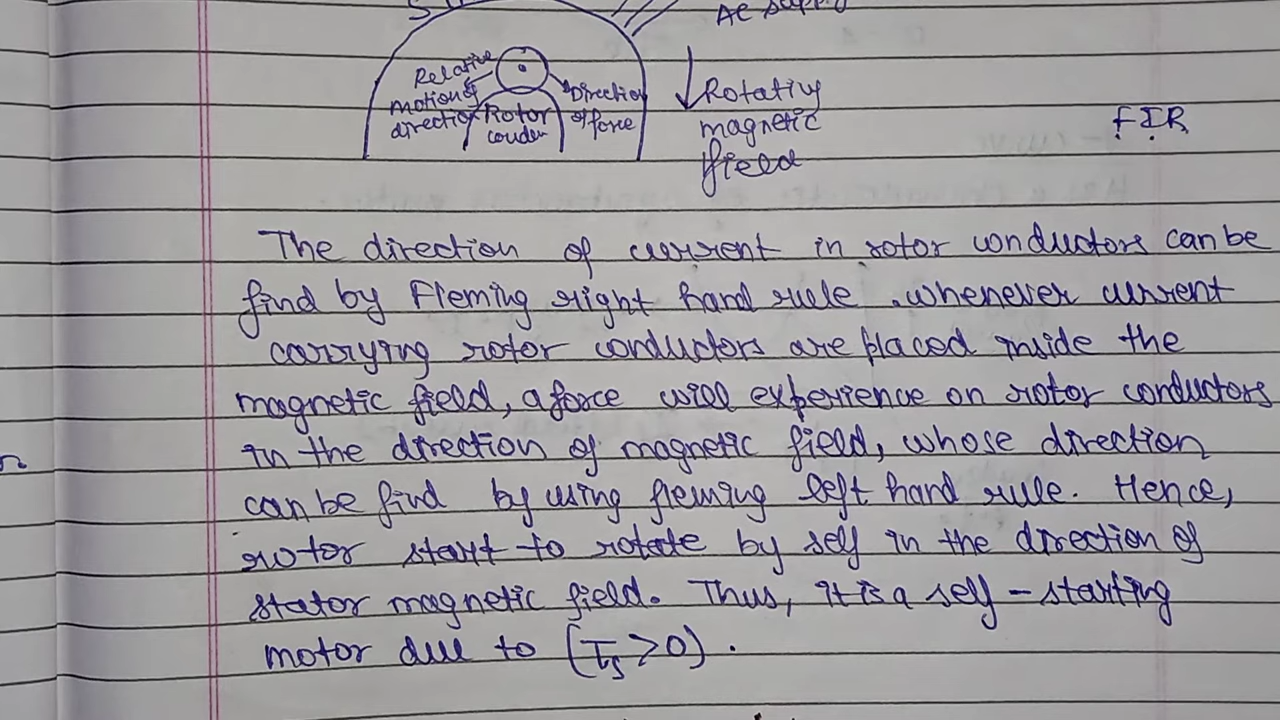 AC supply
Relative
motion of
direction
Rotor
conder
Direction
of force
Rotating
magnetic
field
FIR
The direction of current in rotor conductors can be
find by Fleming right hand rule . whenever current
carrying rotor conductors are placed inside the
magnetic field, a force will experience on rotor conductors
in the direction of magnetic field, whose direction
can be find by using fleming left hand rule. Hence,
rotor start to rotate by self in the direction of
stator magnetic field. Thus, it is a self - starting
motor due to (Ts > 0) .